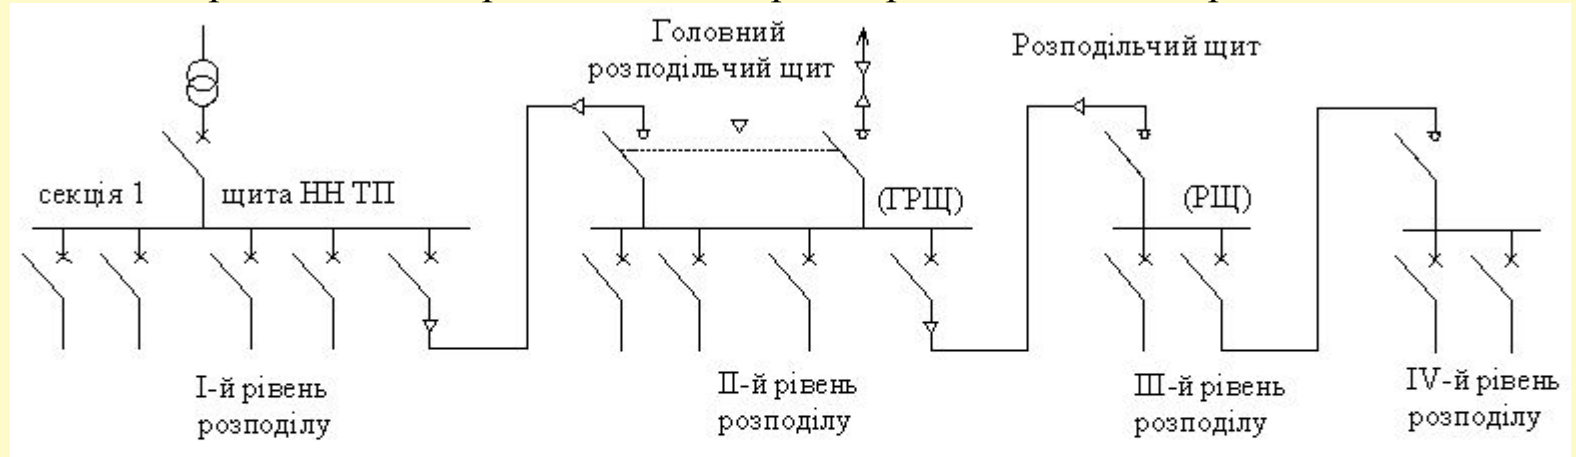 Головний
розподільчий щит
Розподільчий щит
секція 1 щита НН ТП
(ГРЩ)
(РЩ)
І-й рівень
розподілу
ІІ-й рівень
розподілу
ІІІ-й рівень
розподілу
IV-й рівень
розподілу